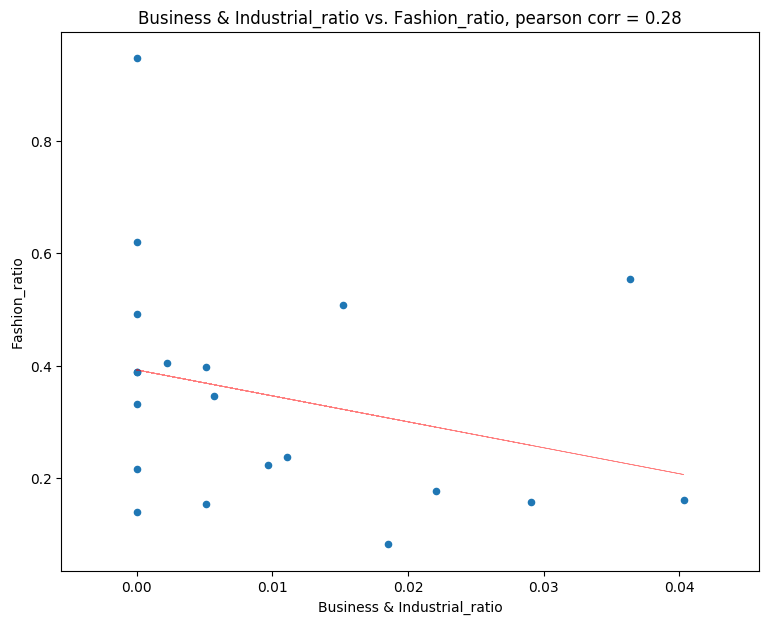 Business & Industrial_ratio vs. Fashion_ratio, pearson corr = 0.28
Fashion_ratio
0.8
0.6
0.4
0.2
0.00 0.01 0.02 0.03 0.04
Business & Industrial_ratio